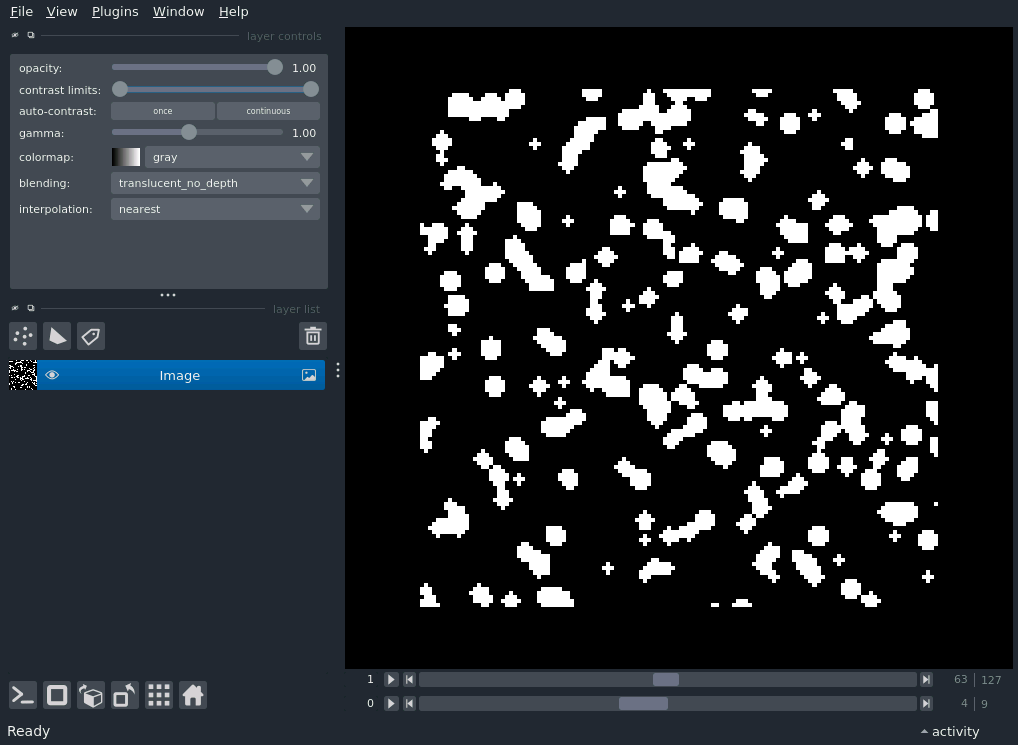 File View Plugins Window Help
layer controls
opacity: 1.00
contrast limits:
auto-contrast: once continuous
gamma: 1.00
colormap: gray
blending: translucent_no_depth
interpolation: nearest
layer list
Image
1 63 127
0 4 9
Ready activity